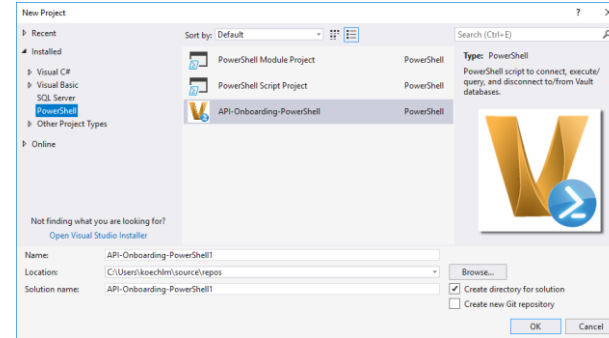 New Project
?
Recent
Sort by: Default
Search (Ctrl+E)
Installed
PowerShell Module Project PowerShell
Type: PowerShell
Visual C#
PowerShell script to connect, execute/
Visual Basic
query, and disconnect to/from Vault
SQL Server
PowerShell Script Project PowerShell
databases.
PowerShell
API-Onboarding-PowerShell PowerShell
Other Project Types
Online
Not finding what you are looking for?
Open Visual Studio Installer
Name: API-Onboarding-PowerShell1
Location: C:\Users\koechlm\source\repos
Browse...
Solution name: API-Onboarding-PowerShell1
Create directory for solution
Create new Git repository
OK Cancel